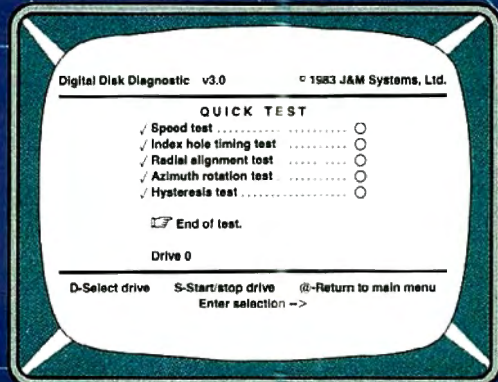 Digital Disk Diagnostic v3.0 © 1983 J&M Systems, Ltd.
QUICK TEST
√ Speed test .................... ○
√ Index hole timing test .......... ○
√ Radial alignment test .......... ○
√ Azimuth rotation test .......... ○
√ Hysteresis test .................... ○
☞ End of test.
Drive 0
D-Select drive S-Start/stop drive @-Return to main menu
Enter selection -->